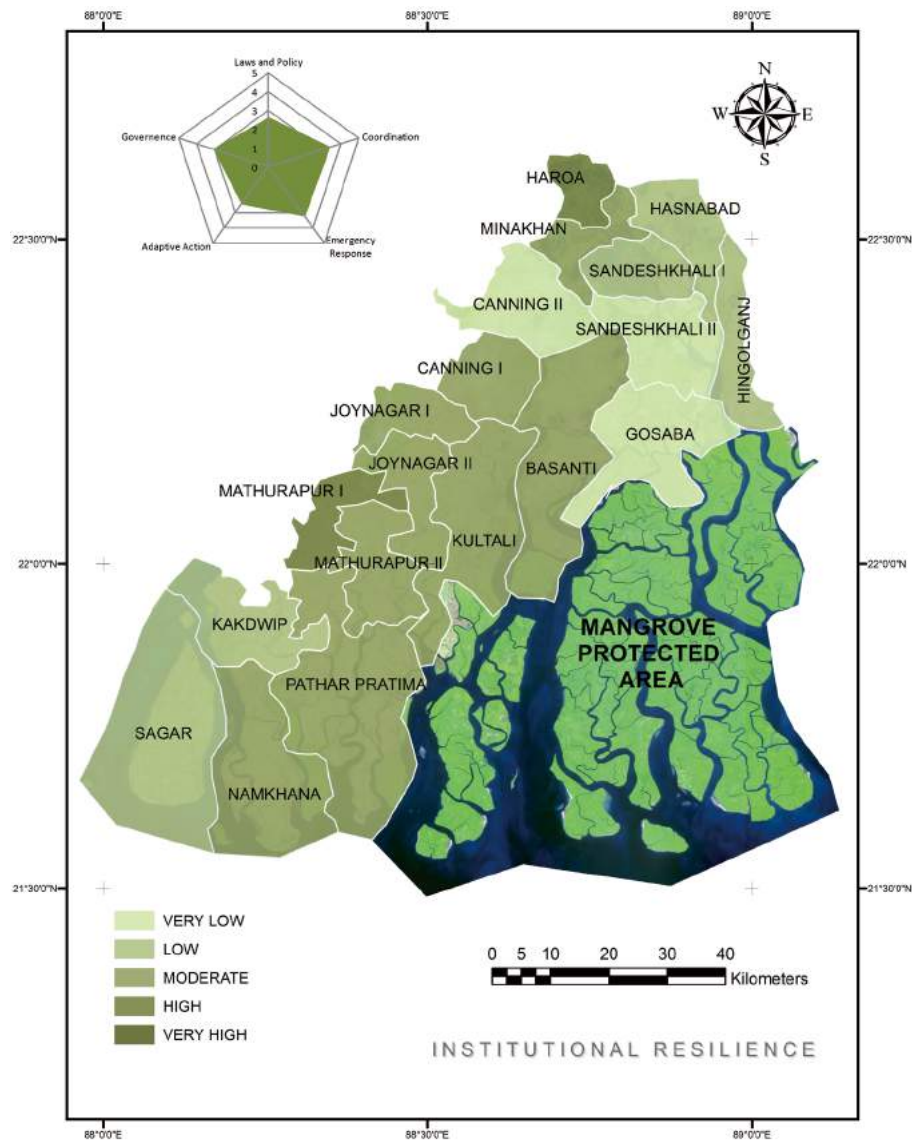 88°0'0"E 88°30'0"E 89°0'0"E
Laws and Policy
5
4
3
2
1
0
Governence
Coordination
Adaptive Action
Emergency
Response
N
W E
S
22°30'0"N 22°30'0"N
22°0'0"N 22°0'0"N
21°30'0"N 21°30'0"N
HAROA
HASNABAD
MINAKHAN
SANDESHKHALI I
CANNING II
SANDESHKHALI II
HINGOLGANJ
CANNING I
JOYNAGAR I
GOSABA
JOYNAGAR II
BASANTI
MATHURAPUR I
KULTALI
MATHURAPUR II
KAKDWIP
MANGROVE
PROTECTED
AREA
PATHAR PRATIMA
SAGAR
NAMKHANA
VERY LOW
LOW
MODERATE
HIGH
VERY HIGH
0 5 10 20 30 40
Kilometers
INSTITUTIONAL RESILIENCE
88°0'0"E 88°30'0"E 89°0'0"E